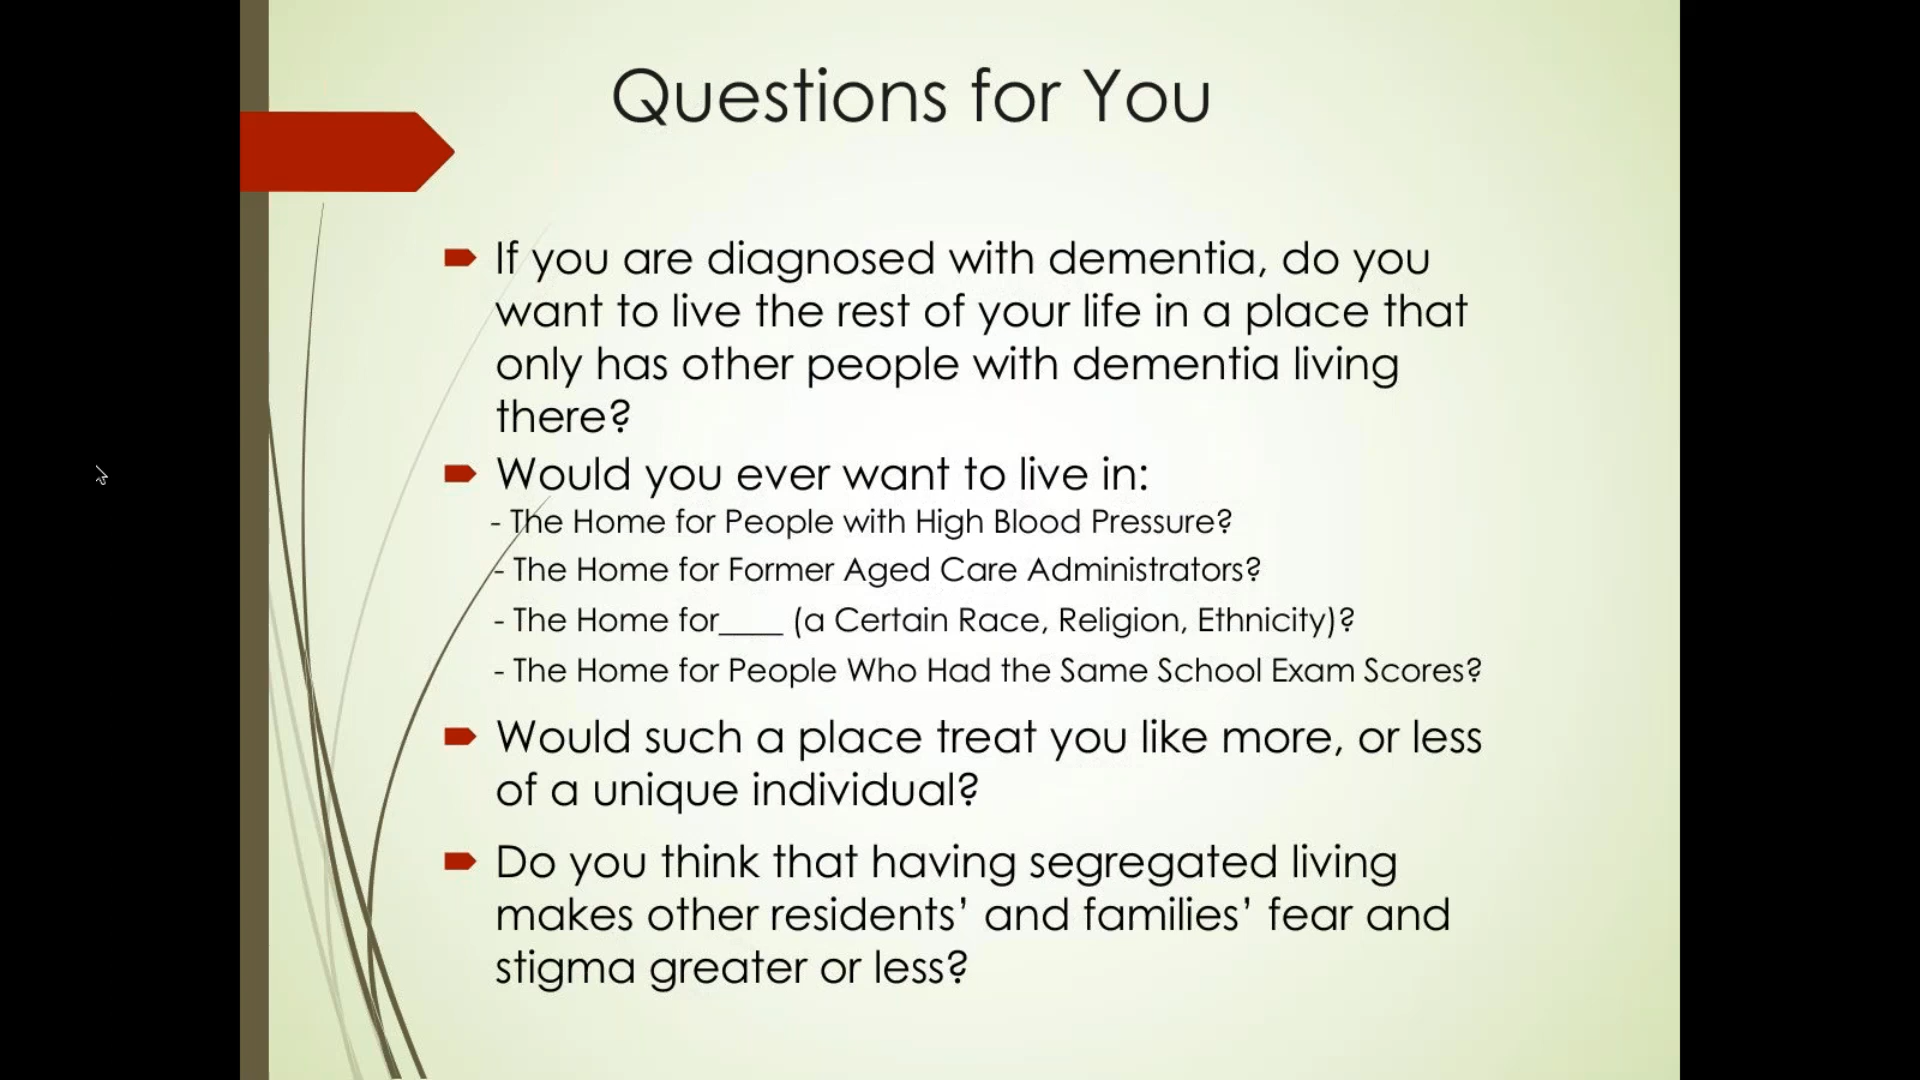 Questions for You
If you are diagnosed with dementia, do you
want to live the rest of your life in a place that
only has other people with dementia living
there?
Would you ever want to live in:
- The Home for People with High Blood Pressure?
- The Home for Former Aged Care Administrators?
- The Home for____ (a Certain Race, Religion, Ethnicity)?
- The Home for People Who Had the Same School Exam Scores?
Would such a place treat you like more, or less
of a unique individual?
Do you think that having segregated living
makes other residents’ and families’ fear and
stigma greater or less?